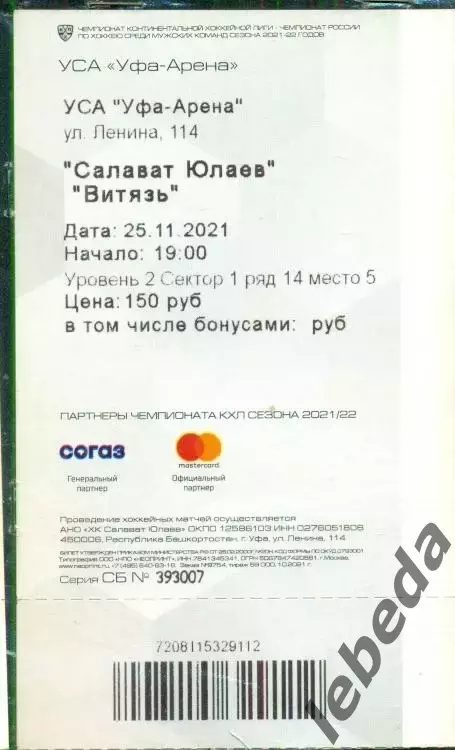 ЧЕМПИОНАТ КОНТИНЕНТАЛЬНОЙ ХОККЕЙНОЙ ЛИГИ - ЧЕМПИОНАТ РОССИИ
ПО ХОККЕЮ СРЕДИ МУЖСКИХ КОМАНД СЕЗОНА 2021-22 ГОДОВ
УСА «Уфа-Арена»
УСА "Уфа-Арена"
ул. Ленина, 114
"Салават Юлаев"
"Витязь"
Дата: 25.11.2021
Начало: 19:00
Уровень 2 Сектор 1 ряд 14 место 5
Цена: 150 руб
в том числе бонусами: руб
ПАРТНЕРЫ ЧЕМПИОНАТА КХЛ СЕЗОНА 2021/22
согаз
mastercard
Генеральный партнер
Официальный партнер
Проведение хоккейных матчей осуществляется
АНО «ХК Салават Юлаев» ОКПО 12586103 ИНН 0276051808
450006, Республика Башкортостан, г. Уфа, ул. Ленина, 114
Серия СБ № 393007
7208115329112
lebeda